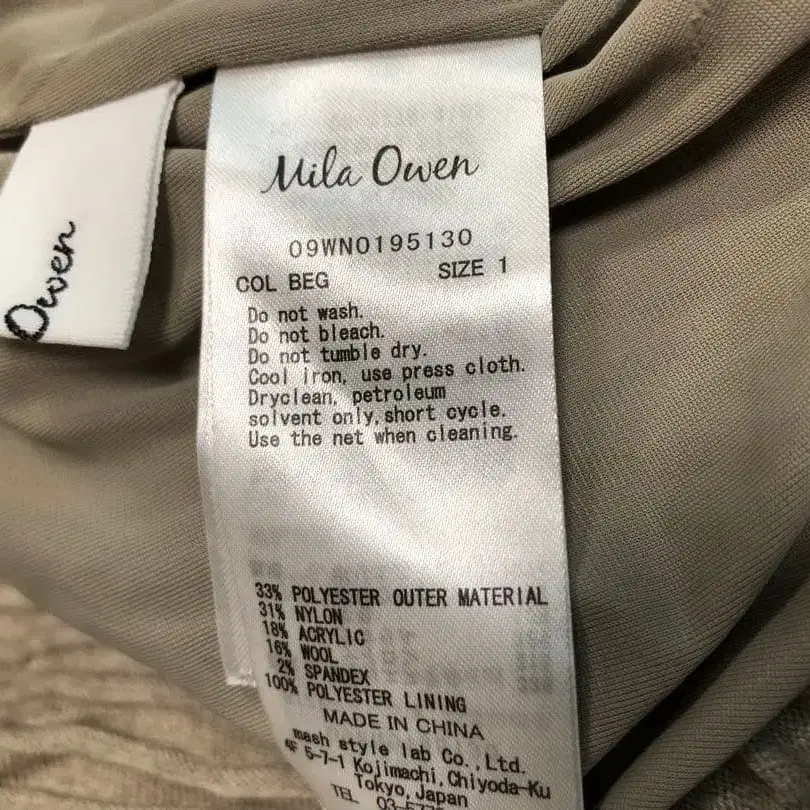 Owen
Mila Owen
09WN0195130
COL BEG SIZE 1
Do not wash.
Do not bleach.
Do not tumble dry.
Cool iron, use press cloth.
Dryclean, petroleum
solvent only,short cycle.
Use the net when cleaning.
33% POLYESTER OUTER MATERIAL
31% NYLON
18% ACRYLIC
16% WOOL
2% SPANDEX
100% POLYESTER LINING
MADE IN CHINA
mash style lab Co.,Ltd.
4F 5-7-1 Kojimachi,Chiyoda-Ku
Tokyo,Japan
TEL 03-